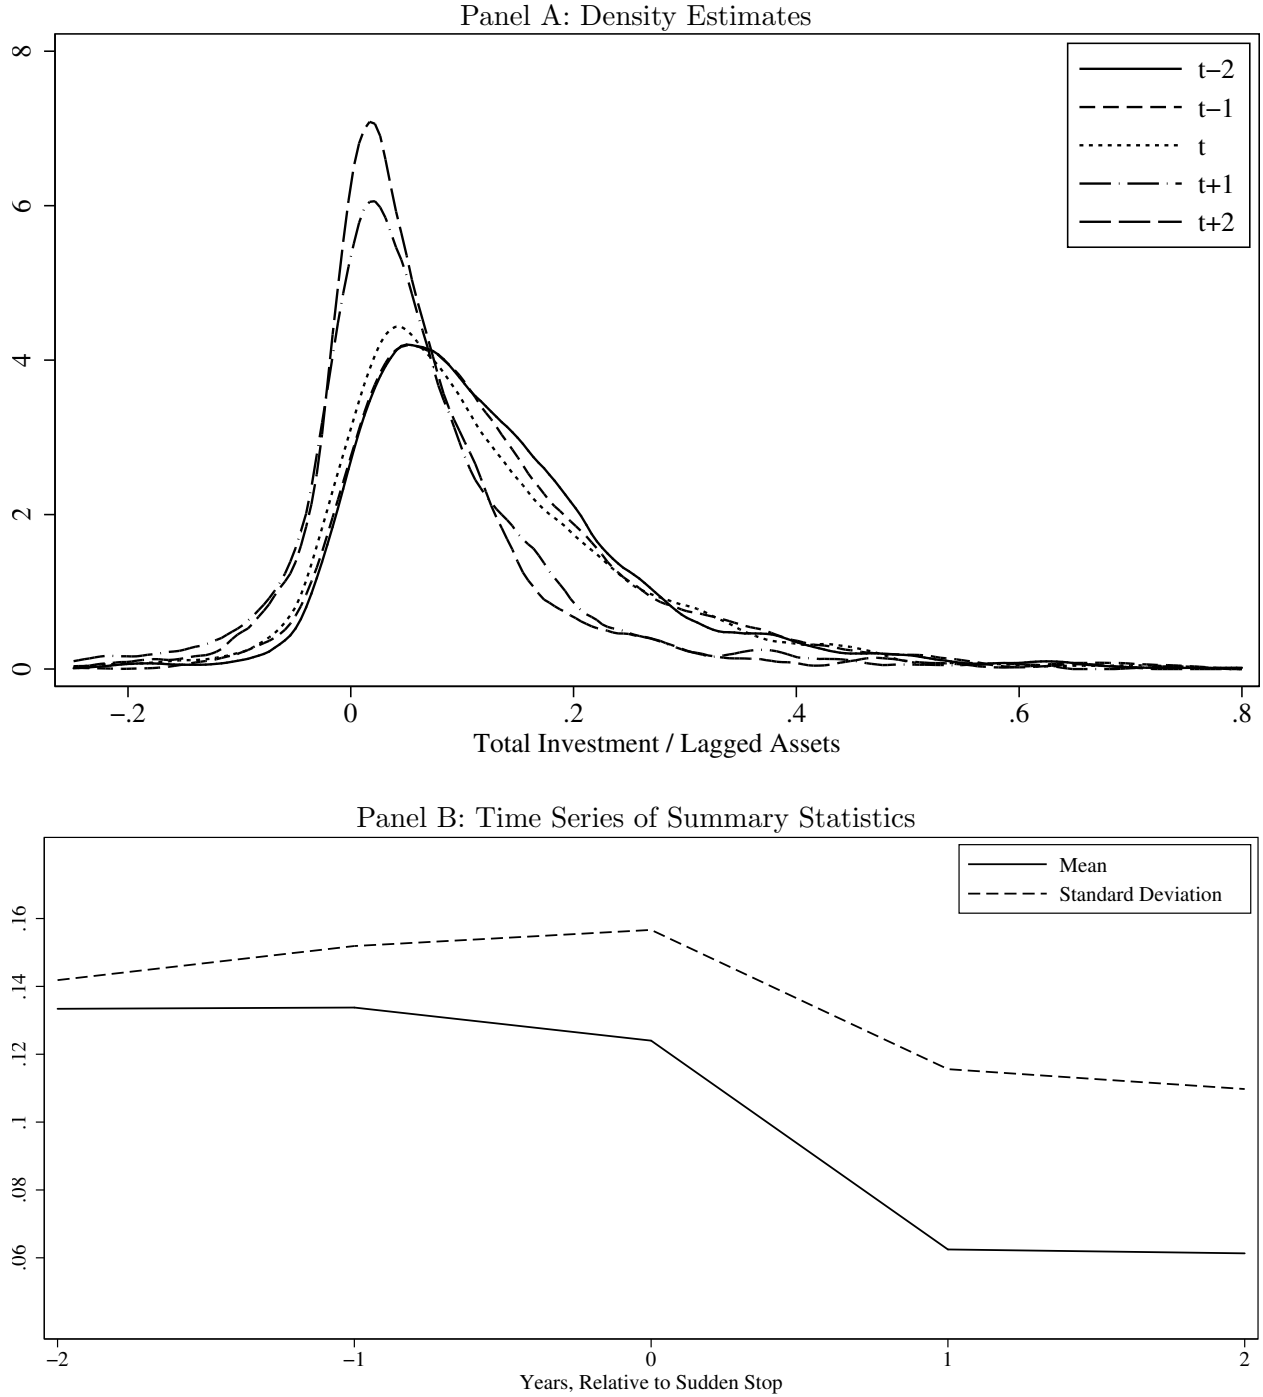 Panel A: Density Estimates
8
6
4
2
0
t−2
t−1
t
t+1
t+2
−.2 0 .2 .4 .6 .8
Total Investment / Lagged Assets
Panel B: Time Series of Summary Statistics
Mean
Standard Deviation
.16
.14
.12
.1
.08
.06
−2 −1 0 1 2
Years, Relative to Sudden Stop